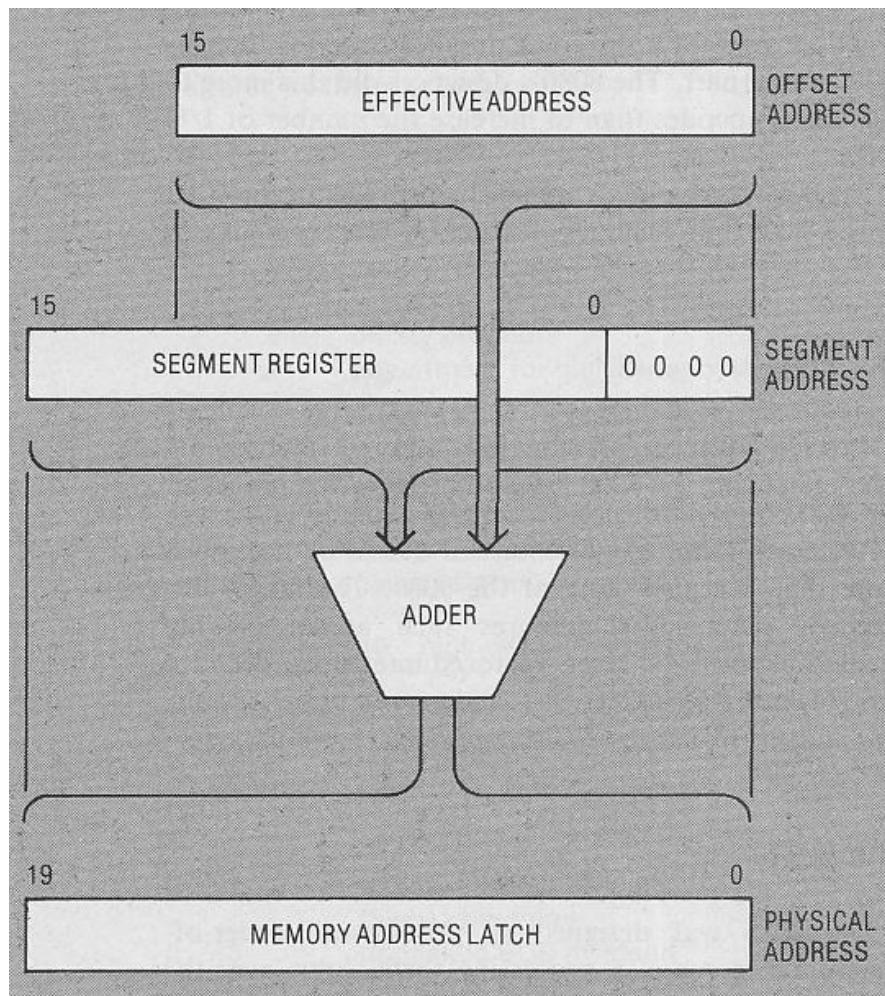 15 0
EFFECTIVE ADDRESS
OFFSET
ADDRESS
15 0
SEGMENT REGISTER
0 0 0 0
SEGMENT
ADDRESS
ADDER
19 0
MEMORY ADDRESS LATCH
PHYSICAL
ADDRESS